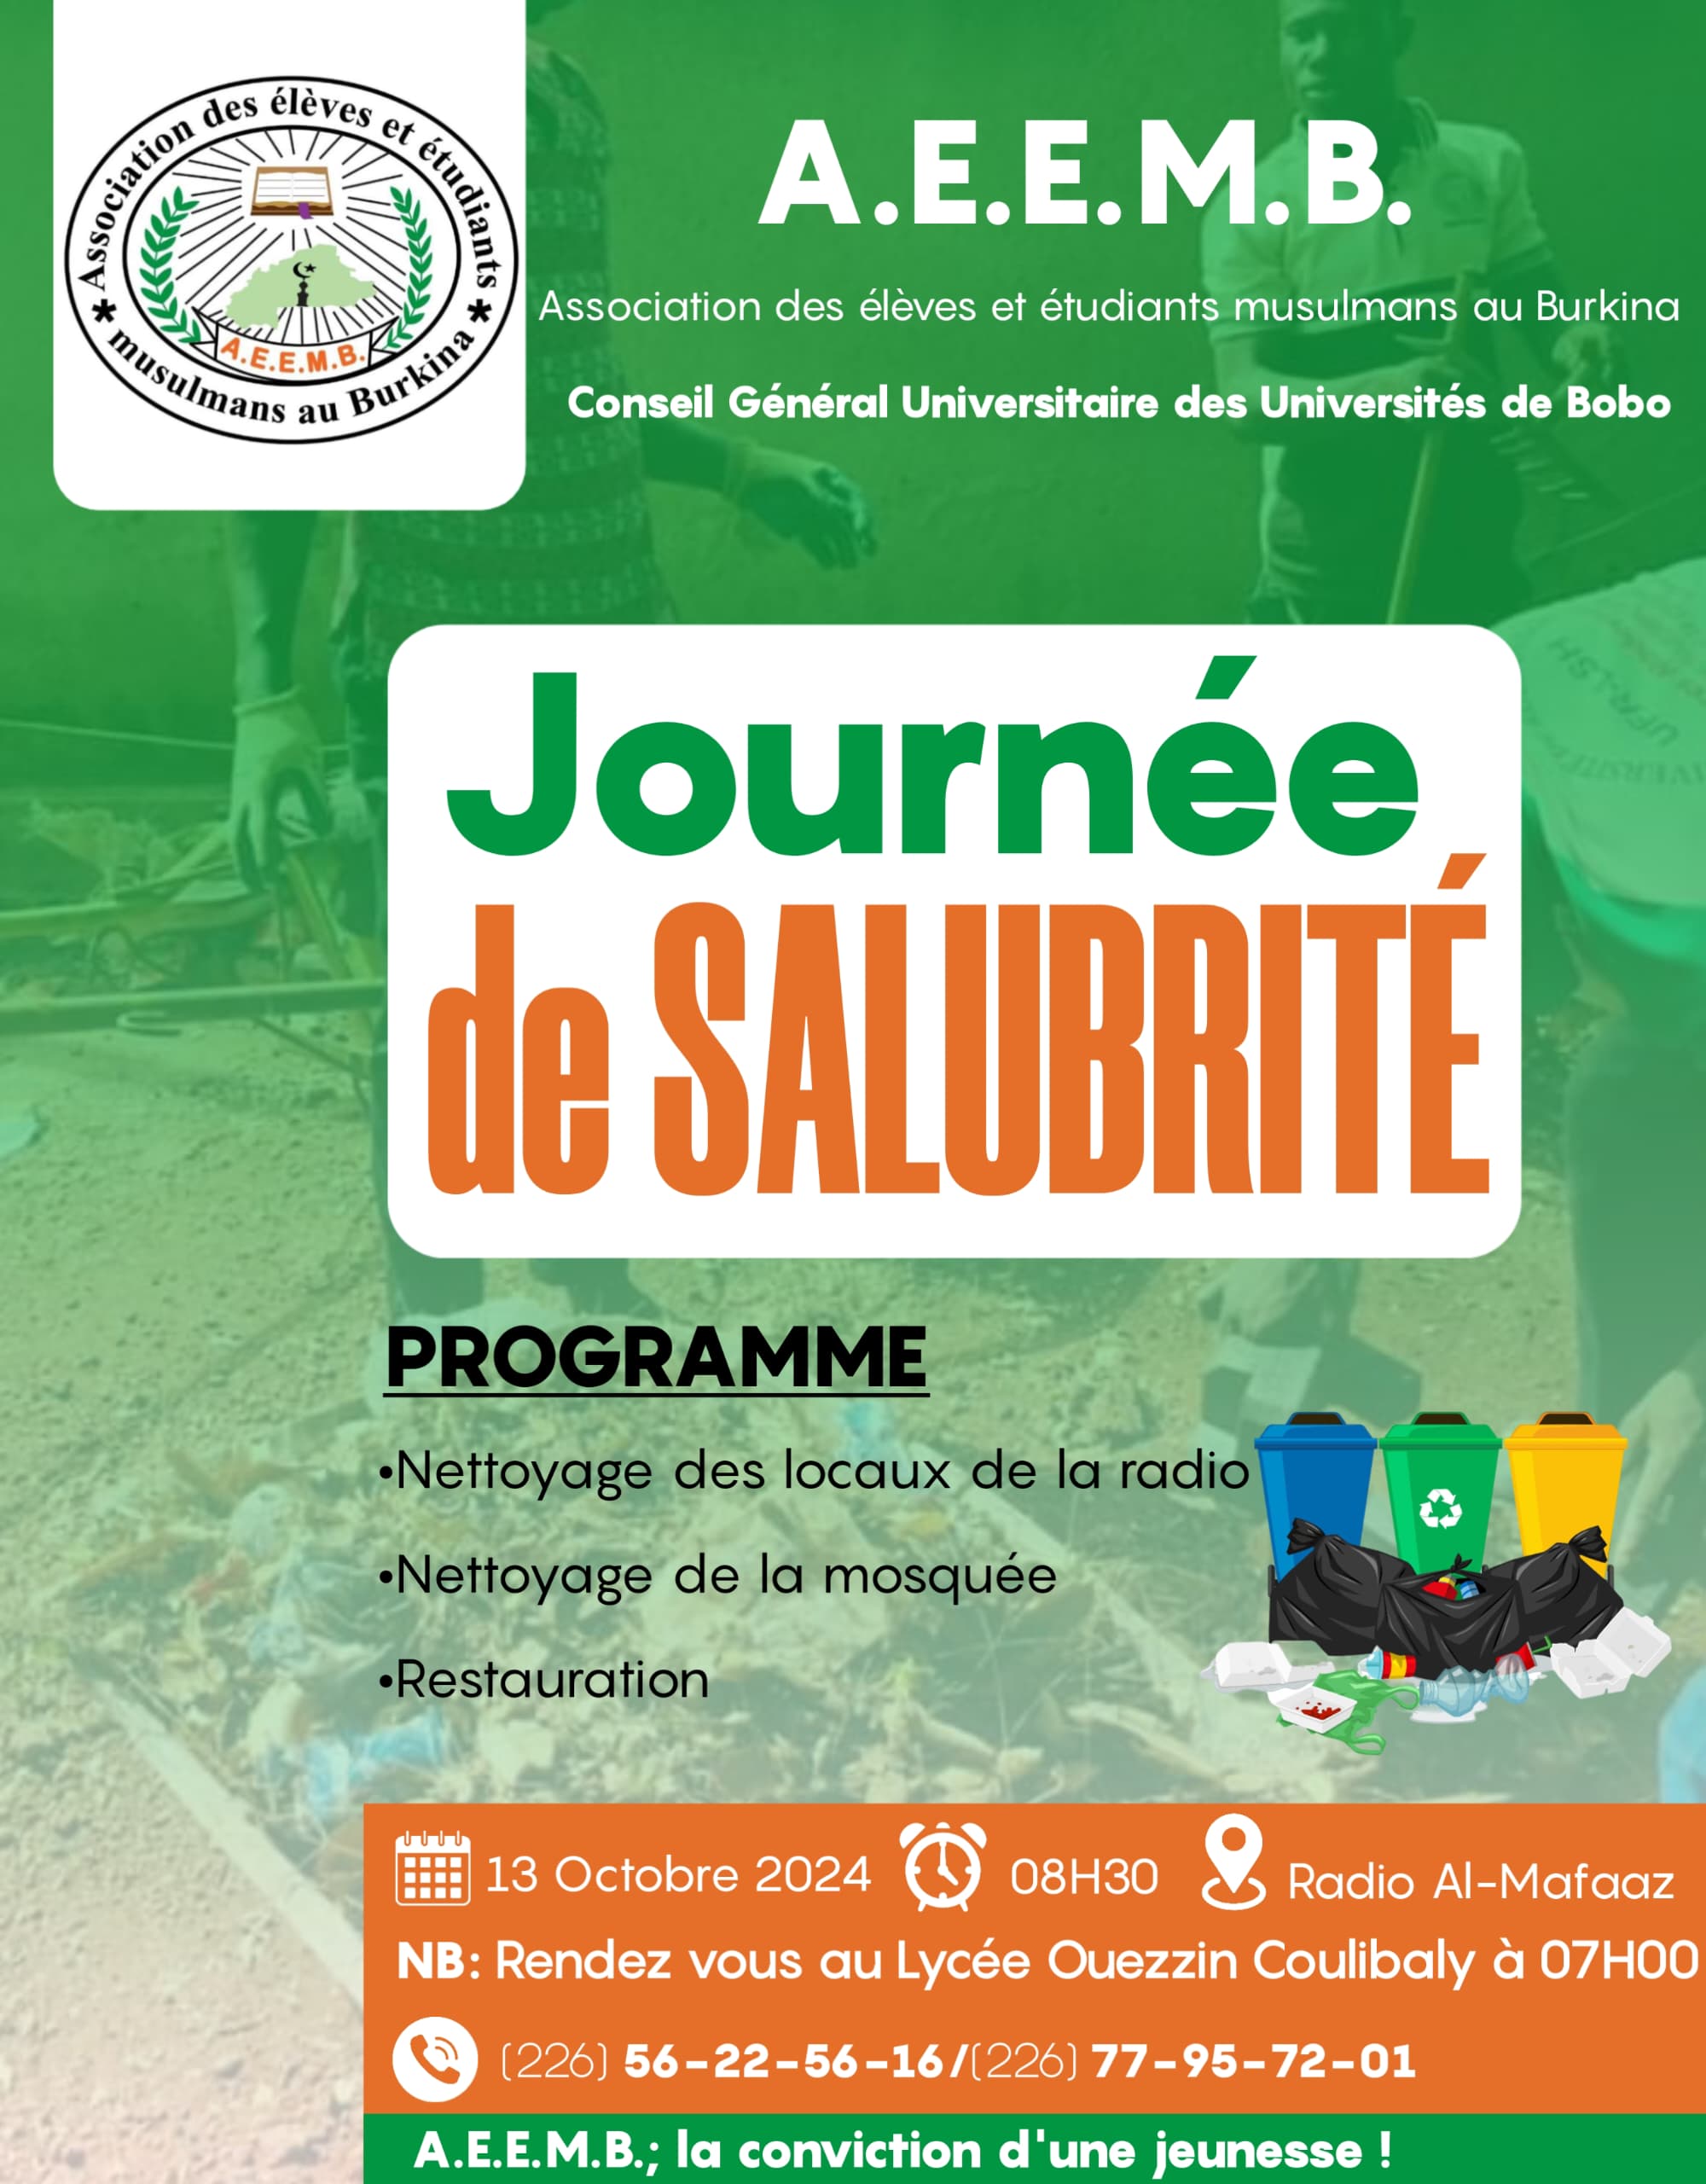 Association des élèves et étudiants
* musulmans au Burkina *
A.E.E.M.B.
A.E.E.M.B.
Association des élèves et étudiants musulmans au Burkina
Conseil Général Universitaire des Universités de Bobo
UFR-LSH
Journée
de SALUBRITÉ
PROGRAMME
•Nettoyage des locaux de la radio
•Nettoyage de la mosquée
•Restauration
13 Octobre 2024
08H30
Radio Al-Mafaaz
NB: Rendez vous au Lycée Ouezzin Coulibaly à 07H00
(226) 56-22-56-16/(226) 77-95-72-01
A.E.E.M.B.; la conviction d'une jeunesse !